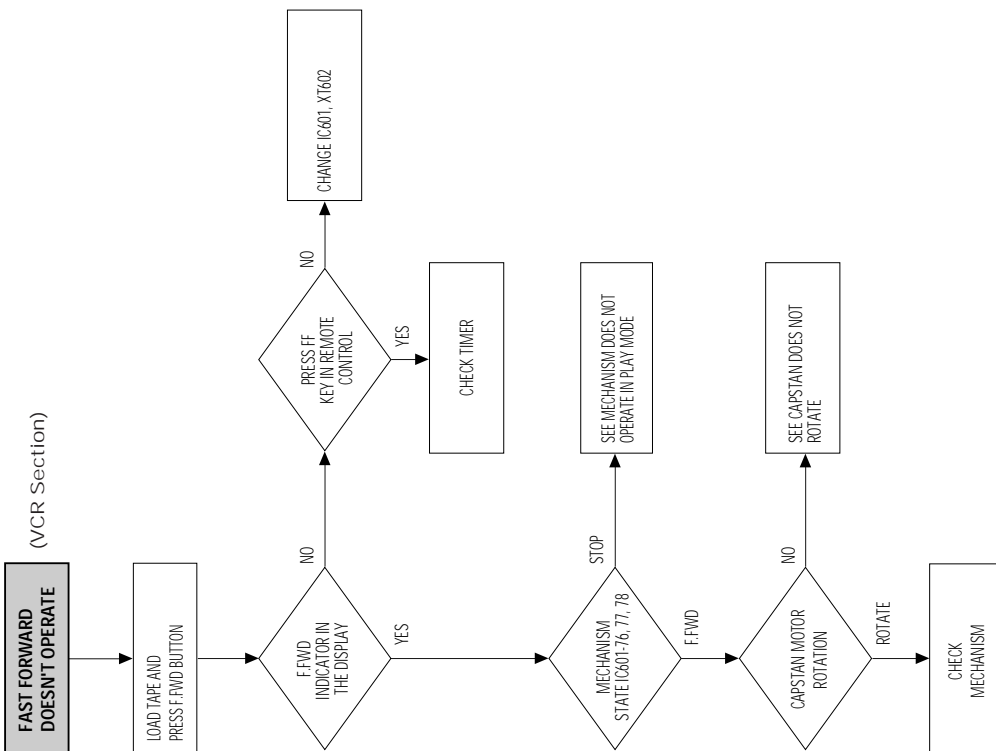 FAST FORWARD
DOESN'T OPERATE
(VCR Section)
LOAD TAPE AND
PRESS F.FWD BUTTON
F.FWD
INDICATOR IN
THE DISPLAY
NO
YES
PRESS FF
KEY IN REMOTE
CONTROL
NO
CHANGE IC601, XT602
YES
CHECK TIMER
MECHANISM
STATE IC601-76, 77, 78
STOP
SEE MECHANISM DOES NOT
OPERATE IN PLAY MODE
F.FWD
CAPSTAN MOTOR
ROTATION
NO
SEE CAPSTAN DOES NOT
ROTATE
ROTATE
CHECK
MECHANISM